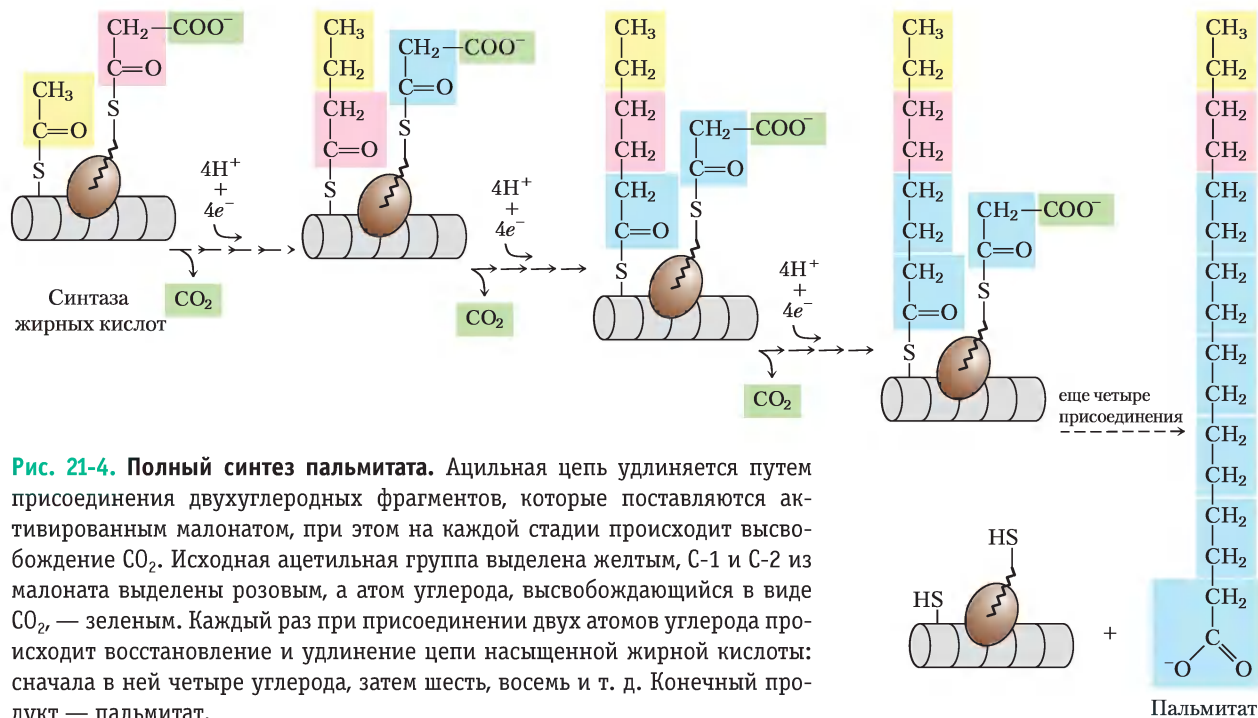 CH₂—COO⁻
C=O
S
CH₃
C=O
S
4H⁺
+
4e⁻
CO₂
Синтаза
жирных кислот
CH₃
CH₂
CH₂
C=O
S
CH₂—COO⁻
C=O
S
4H⁺
+
4e⁻
CO₂
CH₃
CH₂
CH₂
CH₂
CH₂
C=O
S
CH₂—COO⁻
C=O
S
4H⁺
+
4e⁻
CO₂
CH₃
CH₂
CH₂
CH₂
CH₂
CH₂
CH₂
C=O
S
CH₂—COO⁻
C=O
S
еще четыре
присоединения
CH₃
CH₂
CH₂
CH₂
CH₂
CH₂
CH₂
CH₂
CH₂
CH₂
CH₂
CH₂
CH₂
CH₂
CH₂
C
⁻O O
Пальмитат
HS
HS
+
Рис. 21-4. Полный синтез пальмитата. Ацильная цепь удлиняется путем
присоединения двухуглеродных фрагментов, которые поставляются ак-
тивированным малонатом, при этом на каждой стадии происходит высво-
бождение CO₂. Исходная ацетильная группа выделена желтым, С-1 и С-2 из
малоната выделены розовым, а атом углерода, высвобождающийся в виде
CO₂, — зеленым. Каждый раз при присоединении двух атомов углерода про-
исходит восстановление и удлинение цепи насыщенной жирной кислоты:
сначала в ней четыре углерода, затем шесть, восемь и т. д. Конечный про-
дукт — пальмитат.